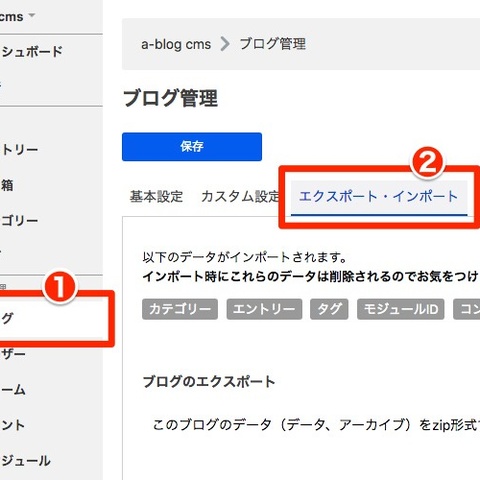 cms
a-blog cms
ブログ管理
シュボード
ブログ管理
保存
トリー
2
基本設定
カスタム設定
エクスポート・インポート
箱
ゴリー
以下のデータがインポートされます。
インポート時にこれらのデータは削除されるのでお気をつけ
1
グ
カテゴリー
エントリー
タグ
モジュールID
コン
ザー
ブログのエクスポート
ーム
ント
このブログのデータ（データ、アーカイブ）をzip形式
ジュール